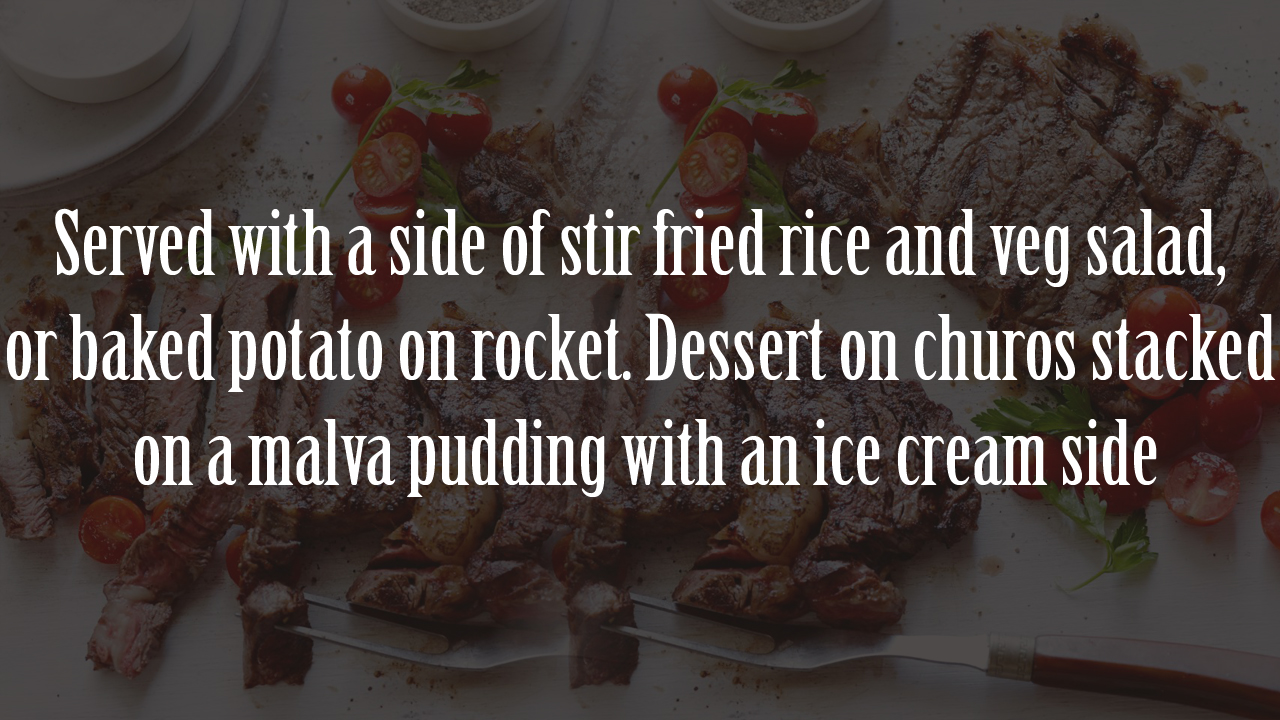 Served with a side of stir fried rice and veg salad,
or baked potato on rocket. Dessert on churos stacked
on a malva pudding with an ice cream side